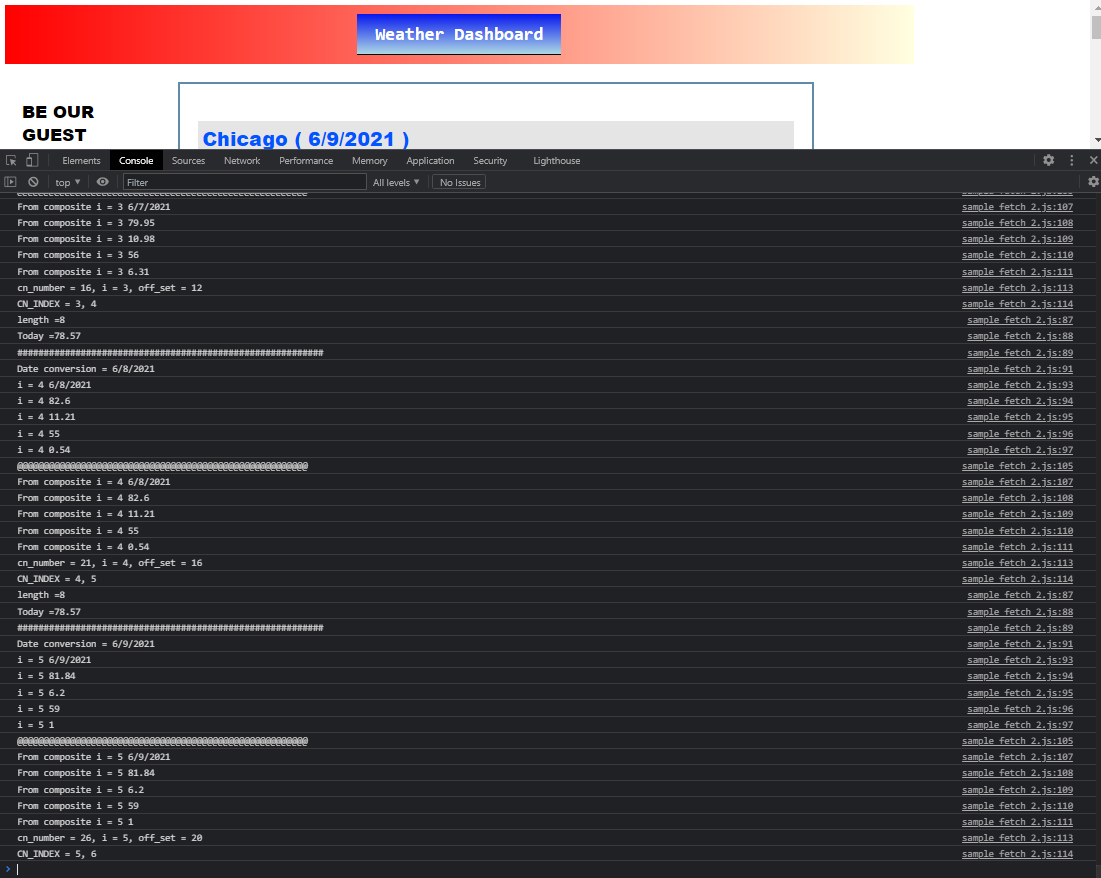 Weather Dashboard
BE OUR
GUEST
Chicago ( 6/9/2021 )
Elements Console Sources Network Performance Memory Application Security Lighthouse
top ▼ Filter All levels ▼ No Issues
From composite i = 3 6/7/2021 sample fetch 2.js:107
From composite i = 3 79.95 sample fetch 2.js:108
From composite i = 3 10.98 sample fetch 2.js:109
From composite i = 3 56 sample fetch 2.js:110
From composite i = 3 6.31 sample fetch 2.js:111
cn_number = 16, i = 3, off_set = 12 sample fetch 2.js:113
CN_INDEX = 3, 4 sample fetch 2.js:114
length =8 sample fetch 2.js:87
Today =78.57 sample fetch 2.js:88
########################################################## sample fetch 2.js:89
Date conversion = 6/8/2021 sample fetch 2.js:91
i = 4 6/8/2021 sample fetch 2.js:93
i = 4 82.6 sample fetch 2.js:94
i = 4 11.21 sample fetch 2.js:95
i = 4 55 sample fetch 2.js:96
i = 4 0.54 sample fetch 2.js:97
@@@@@@@@@@@@@@@@@@@@@@@@@@@@@@@@@@@@@@@@@@@@@@@@@@@@@@@ sample fetch 2.js:105
From composite i = 4 6/8/2021 sample fetch 2.js:107
From composite i = 4 82.6 sample fetch 2.js:108
From composite i = 4 11.21 sample fetch 2.js:109
From composite i = 4 55 sample fetch 2.js:110
From composite i = 4 0.54 sample fetch 2.js:111
cn_number = 21, i = 4, off_set = 16 sample fetch 2.js:113
CN_INDEX = 4, 5 sample fetch 2.js:114
length =8 sample fetch 2.js:87
Today =78.57 sample fetch 2.js:88
########################################################## sample fetch 2.js:89
Date conversion = 6/9/2021 sample fetch 2.js:91
i = 5 6/9/2021 sample fetch 2.js:93
i = 5 81.84 sample fetch 2.js:94
i = 5 6.2 sample fetch 2.js:95
i = 5 59 sample fetch 2.js:96
i = 5 1 sample fetch 2.js:97
@@@@@@@@@@@@@@@@@@@@@@@@@@@@@@@@@@@@@@@@@@@@@@@@@@@@@@@ sample fetch 2.js:105
From composite i = 5 6/9/2021 sample fetch 2.js:107
From composite i = 5 81.84 sample fetch 2.js:108
From composite i = 5 6.2 sample fetch 2.js:109
From composite i = 5 59 sample fetch 2.js:110
From composite i = 5 1 sample fetch 2.js:111
cn_number = 26, i = 5, off_set = 20 sample fetch 2.js:113
CN_INDEX = 5, 6 sample fetch 2.js:114